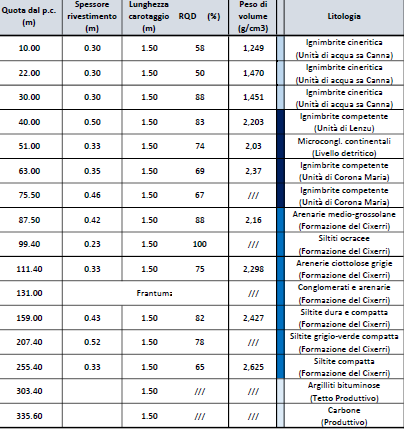 Quota dal p.c. (m) Spessore rivestimento (m) Lunghezza carotaggio (m) RQD (%) Peso di volume (g/cm3) Litologia
10.00 0.30 1.50 58 1,249 Ignimbrite cineritica
(Unità di acqua sa Canna)
22.00 0.30 1.50 50 1,470 Ignimbrite cineritica
(Unità di acqua sa Canna)
30.00 0.30 1.50 88 1,451 Ignimbrite cineritica
(Unità di acqua sa Canna)
40.00 0.50 1.50 83 2,203 Ignimbrite competente
(Unità di Lenzu)
51.00 0.33 1.50 74 2,03 Microcongl. continentali
(Livello detritico)
63.00 0.35 1.50 69 2,37 Ignimbrite competente
(Unità di Corona Maria)
75.50 0.46 1.50 67 /// Ignimbrite competente
(Unità di Corona Maria)
87.50 0.42 1.50 88 2,16 Arenarie medio-grossolane
(Formazione del Cixerri)
99.40 0.23 1.50 100 /// Siltiti ocracee
(Formazione del Cixerri)
111.40 0.33 1.50 75 2,298 Arenerie ciottolose grigie
(Formazione del Cixerri)
131.00 Frantuma /// Conglomerati e arenarie
(Formazione del Cixerri)
159.00 0.43 1.50 82 2,427 Siltite dura e compatta
(Formazione del Cixerri)
207.40 0.52 1.50 78 /// Siltite grigio-verde compatta
(Formazione del Cixerri)
255.40 0.33 1.50 65 2,625 Siltite compatta
(Formazione del Cixerri)
303.40 1.50 /// /// Argilliti bituminose
(Tetto Produttivo)
335.60 1.50 /// /// Carbone
(Produttivo)